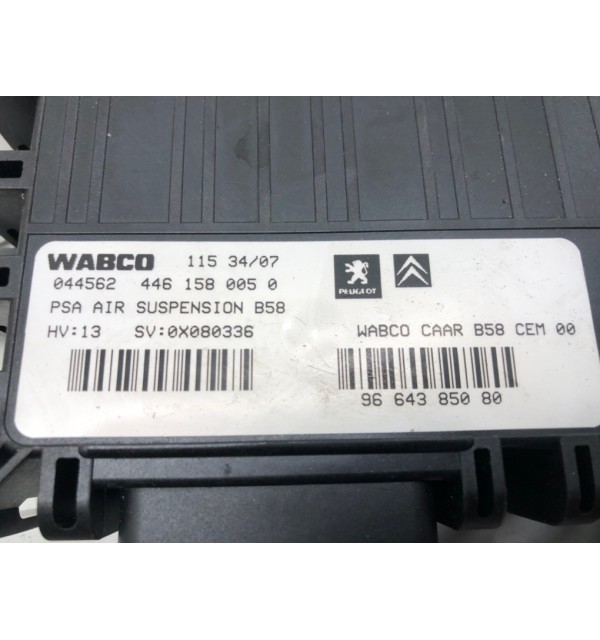 WABCO 115 34/07
044562 446 158 005 0
PEUGEOT
PSA AIR SUSPENSION B58
HV:13 SV:0X080336 WABCO CAAR B58 CEM 00
96 643 850 80